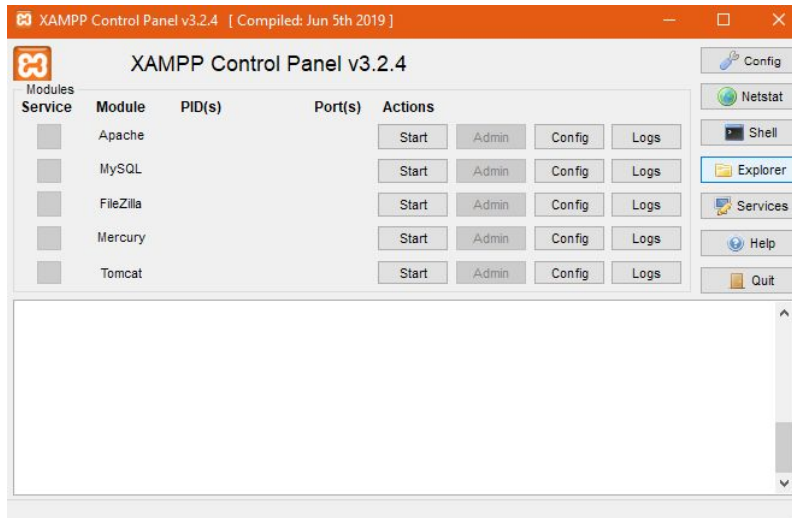 XAMPP Control Panel v3.2.4 [ Compiled: Jun 5th 2019 ]
XAMPP Control Panel v3.2.4
Config
Modules
Service Module PID(s) Port(s) Actions
Netstat
Apache Start Admin Config Logs
Shell
MySQL Start Admin Config Logs
Explorer
FileZilla Start Admin Config Logs
Services
Mercury Start Admin Config Logs
Help
Tomcat Start Admin Config Logs
Quit